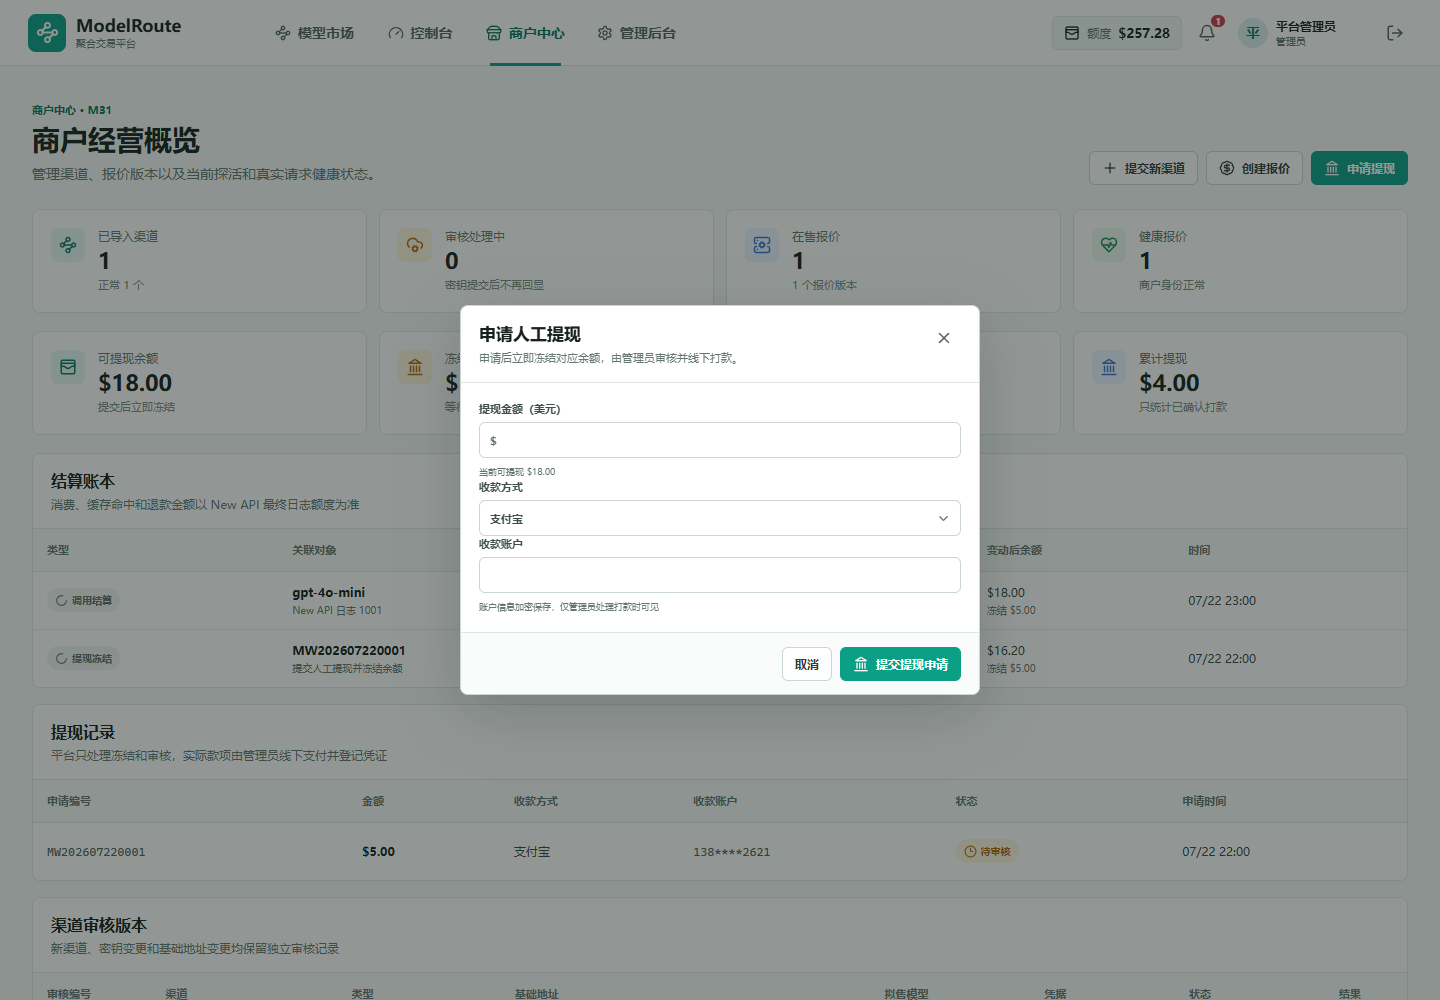 ModelRoute
聚合交易平台
模型市场
控制台
商户中心
管理后台
额度 $257.28
1
平
平台管理员
管理员
商户中心 • M31
商户经营概览
管理渠道、报价版本以及当前探活和真实请求健康状态。
提交新渠道
创建报价
申请提现
已导入渠道
1
正常 1 个
审核处理中
0
密钥提交后不再回显
在售报价
1
1 个报价版本
健康报价
1
商户身份正常
可提现余额
$18.00
提交后立即冻结
$
累计提现
$4.00
只统计已确认打款
申请人工提现
申请后立即冻结对应余额，由管理员审核并线下打款。
提现金额（美元）
$
当前可提现 $18.00
收款方式
支付宝
收款账户
账户信息加密保存，仅管理员处理打款时可见
取消
提交提现申请
结算账本
消费、缓存命中和退款金额以 New API 最终日志额度为准
类型 关联对象 变动后余额 时间
调用结算 gpt-4o-mini $18.00 07/22 23:00
New API 日志 1001 冻结 $5.00
提现冻结 MW202607220001 $16.20 07/22 22:00
提交人工提现并冻结余额 冻结 $5.00
提现记录
平台只处理冻结和审核，实际款项由管理员线下支付并登记凭证
申请编号 金额 收款方式 收款账户 状态 申请时间
MW202607220001 $5.00 支付宝 138****2621 待审核 07/22 22:00
渠道审核版本
新渠道、密钥变更和基础地址变更均保留独立审核记录
审核编号 渠道 类型 基础地址 拟售模型 凭据 状态 结果